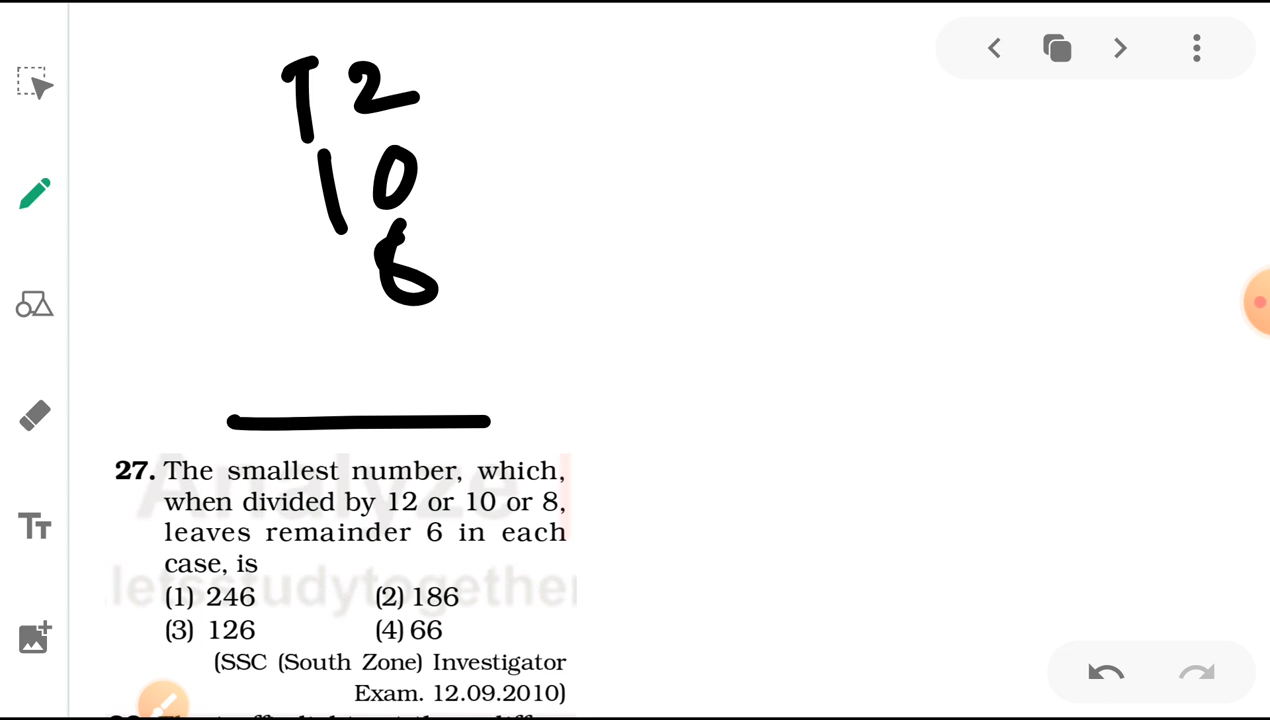 12
10
8
27. The smallest number, which,
when divided by 12 or 10 or 8,
leaves remainder 6 in each
case, is
(1) 246 (2) 186
(3) 126 (4) 66
(SSC (South Zone) Investigator
Exam. 12.09.2010)